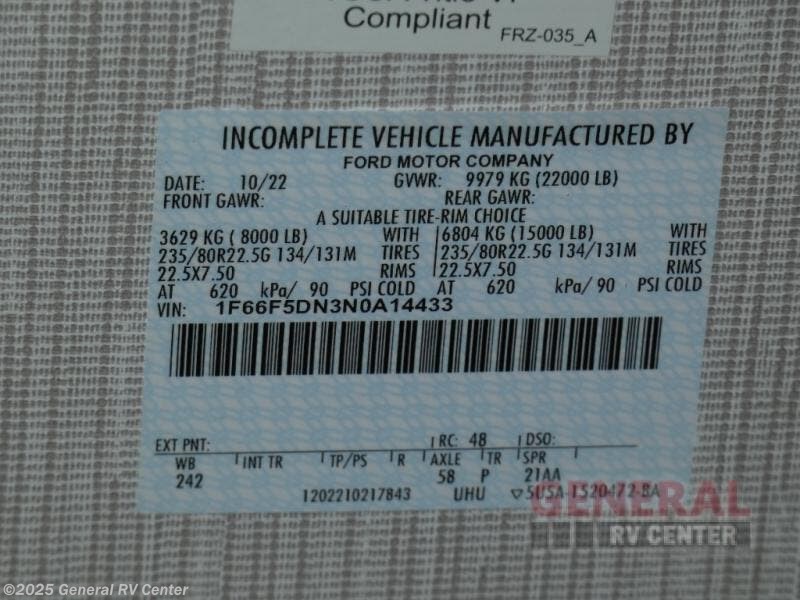 Compliant
FRZ-035_A
INCOMPLETE VEHICLE MANUFACTURED BY
FORD MOTOR COMPANY
DATE: 10/22 GVWR: 9979 KG (22000 LB)
FRONT GAWR: REAR GAWR:
A SUITABLE TIRE-RIM CHOICE
3629 KG ( 8000 LB) WITH 6804 KG (15000 LB) WITH
235/80R22.5G 134/131M TIRES 235/80R22.5G 134/131M TIRES
22.5X7.50 RIMS 22.5X7.50 RIMS
AT 620 kPa/ 90 PSI COLD AT 620 kPa/ 90 PSI COLD
VIN: 1F66F5DN3N0A14433
EXT PNT: RC: 48 DSO:
WB INT TR TP/PS R AXLE TR SPR
242 58 P 21AA
1202210217843 UHU 5U5A-1520472-BA
GENERAL
RV CENTER
©2025 General RV Center